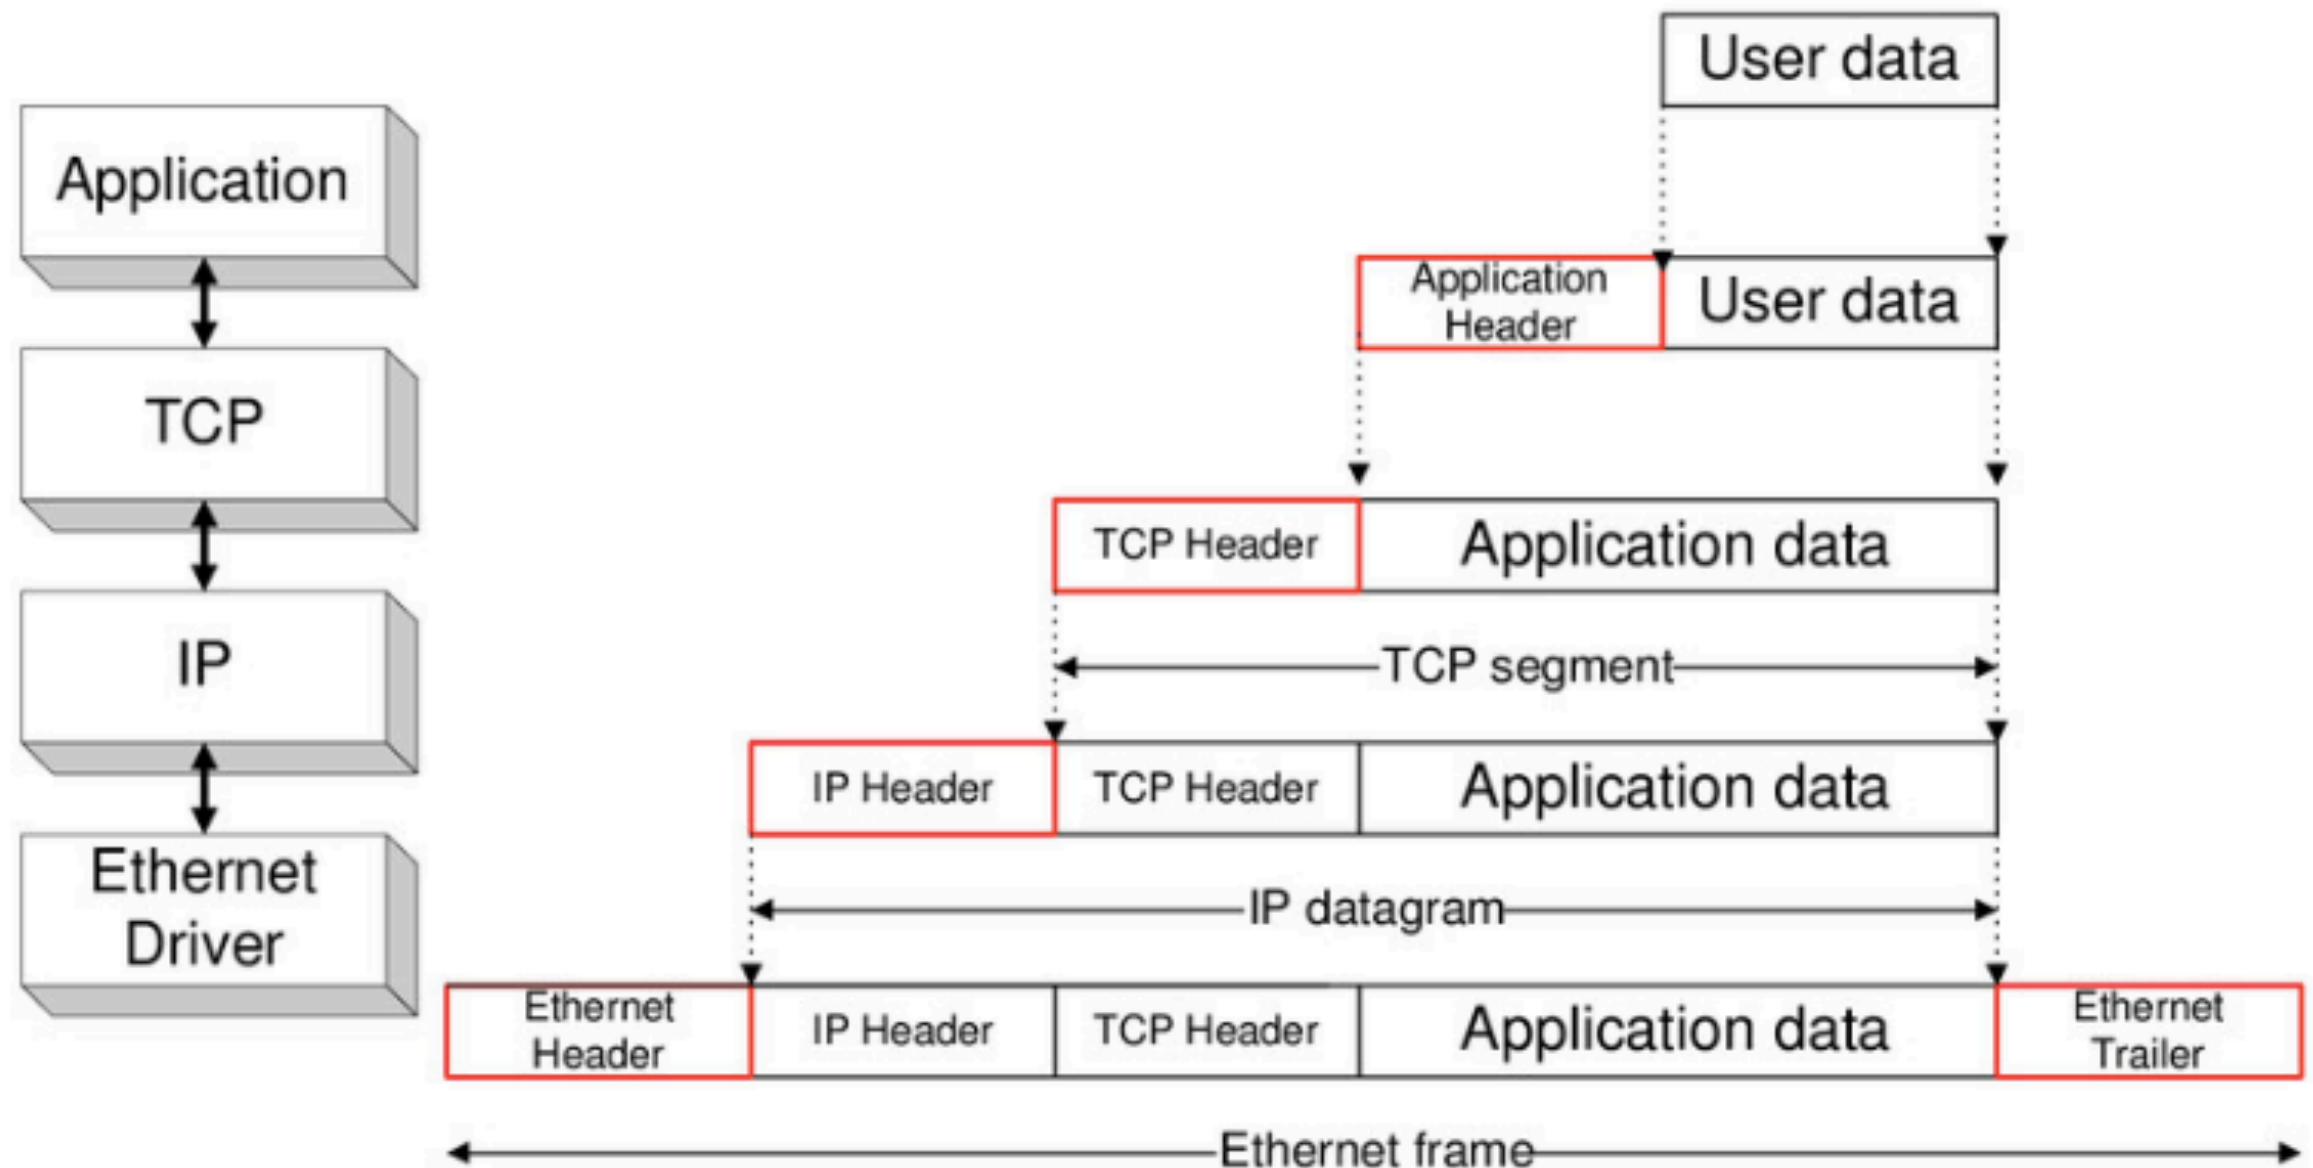 User data
Application
Application
Header
User data
TCP
TCP Header
Application data
IP
TCP segment
IP Header
TCP Header
Application data
Ethernet
Driver
IP datagram
Ethernet
Header
IP Header
TCP Header
Application data
Ethernet
Trailer
Ethernet frame